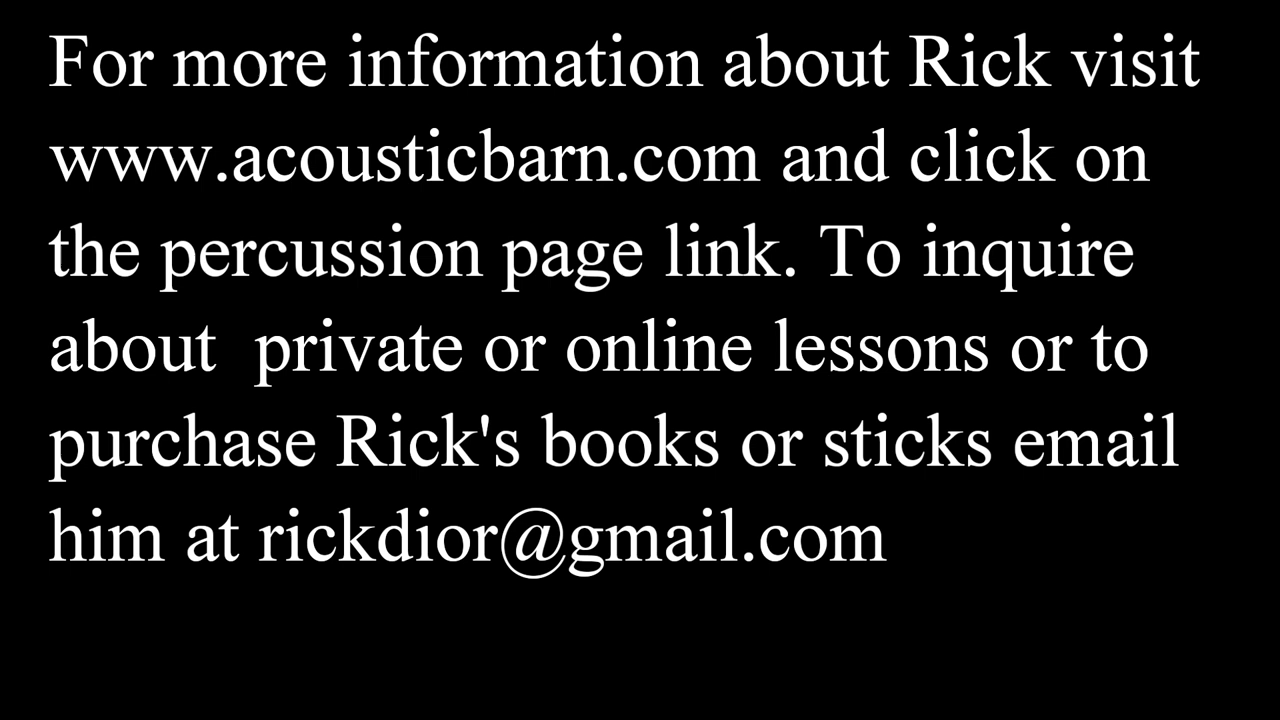 For more information about Rick visit
www.acousticbarn.com and click on
the percussion page link. To inquire
about  private or online lessons or to
purchase Rick's books or sticks email
him at rickdior@gmail.com